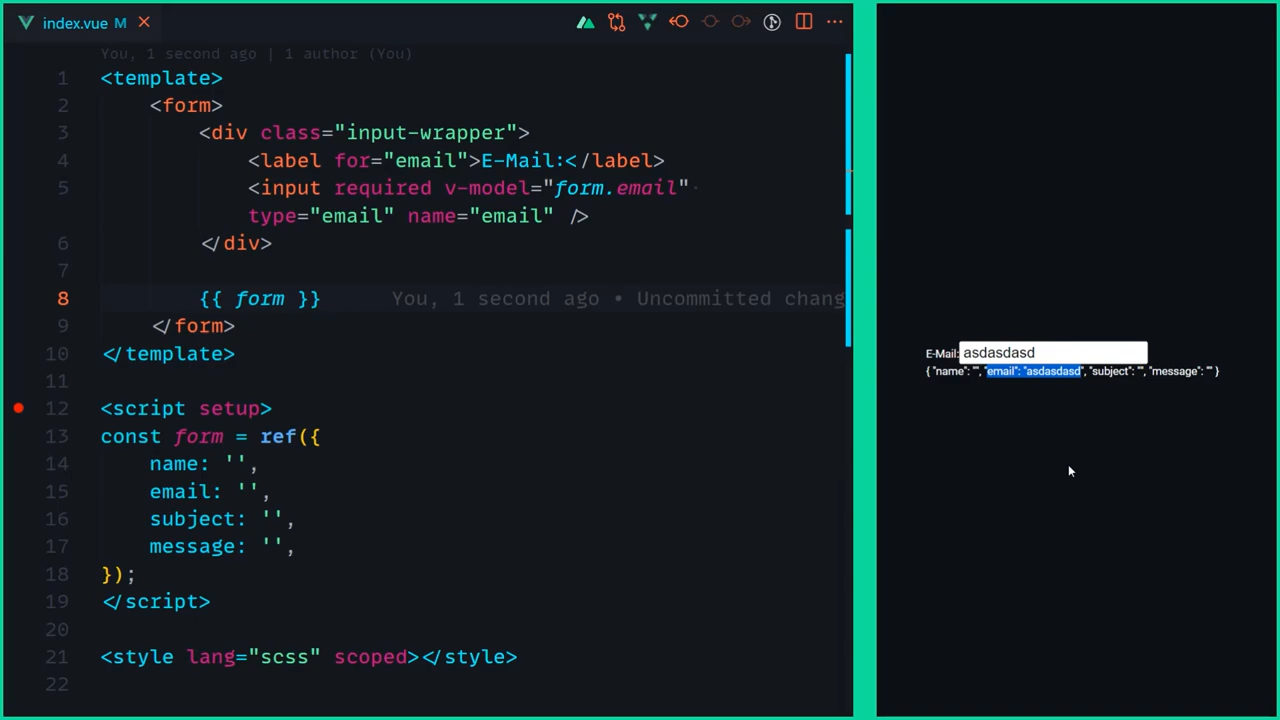 index.vue M
You, 1 second ago | 1 author (You)
1 <template>
2 <form>
3 <div class="input-wrapper">
4 <label for="email">E-Mail:</label>
5 <input required v-model="form.email"
type="email" name="email" />
6 </div>
7
8 {{ form }} You, 1 second ago • Uncommitted chang
9 </form>
10 </template>
11
12 <script setup>
13 const form = ref({
14 name: '',
15 email: '',
16 subject: '',
17 message: '',
18 });
19 </script>
20
21 <style lang="scss" scoped></style>
22
E-Mail: asdasdasd
{ "name": "", "email": "asdasdasd", "subject": "", "message": "" }